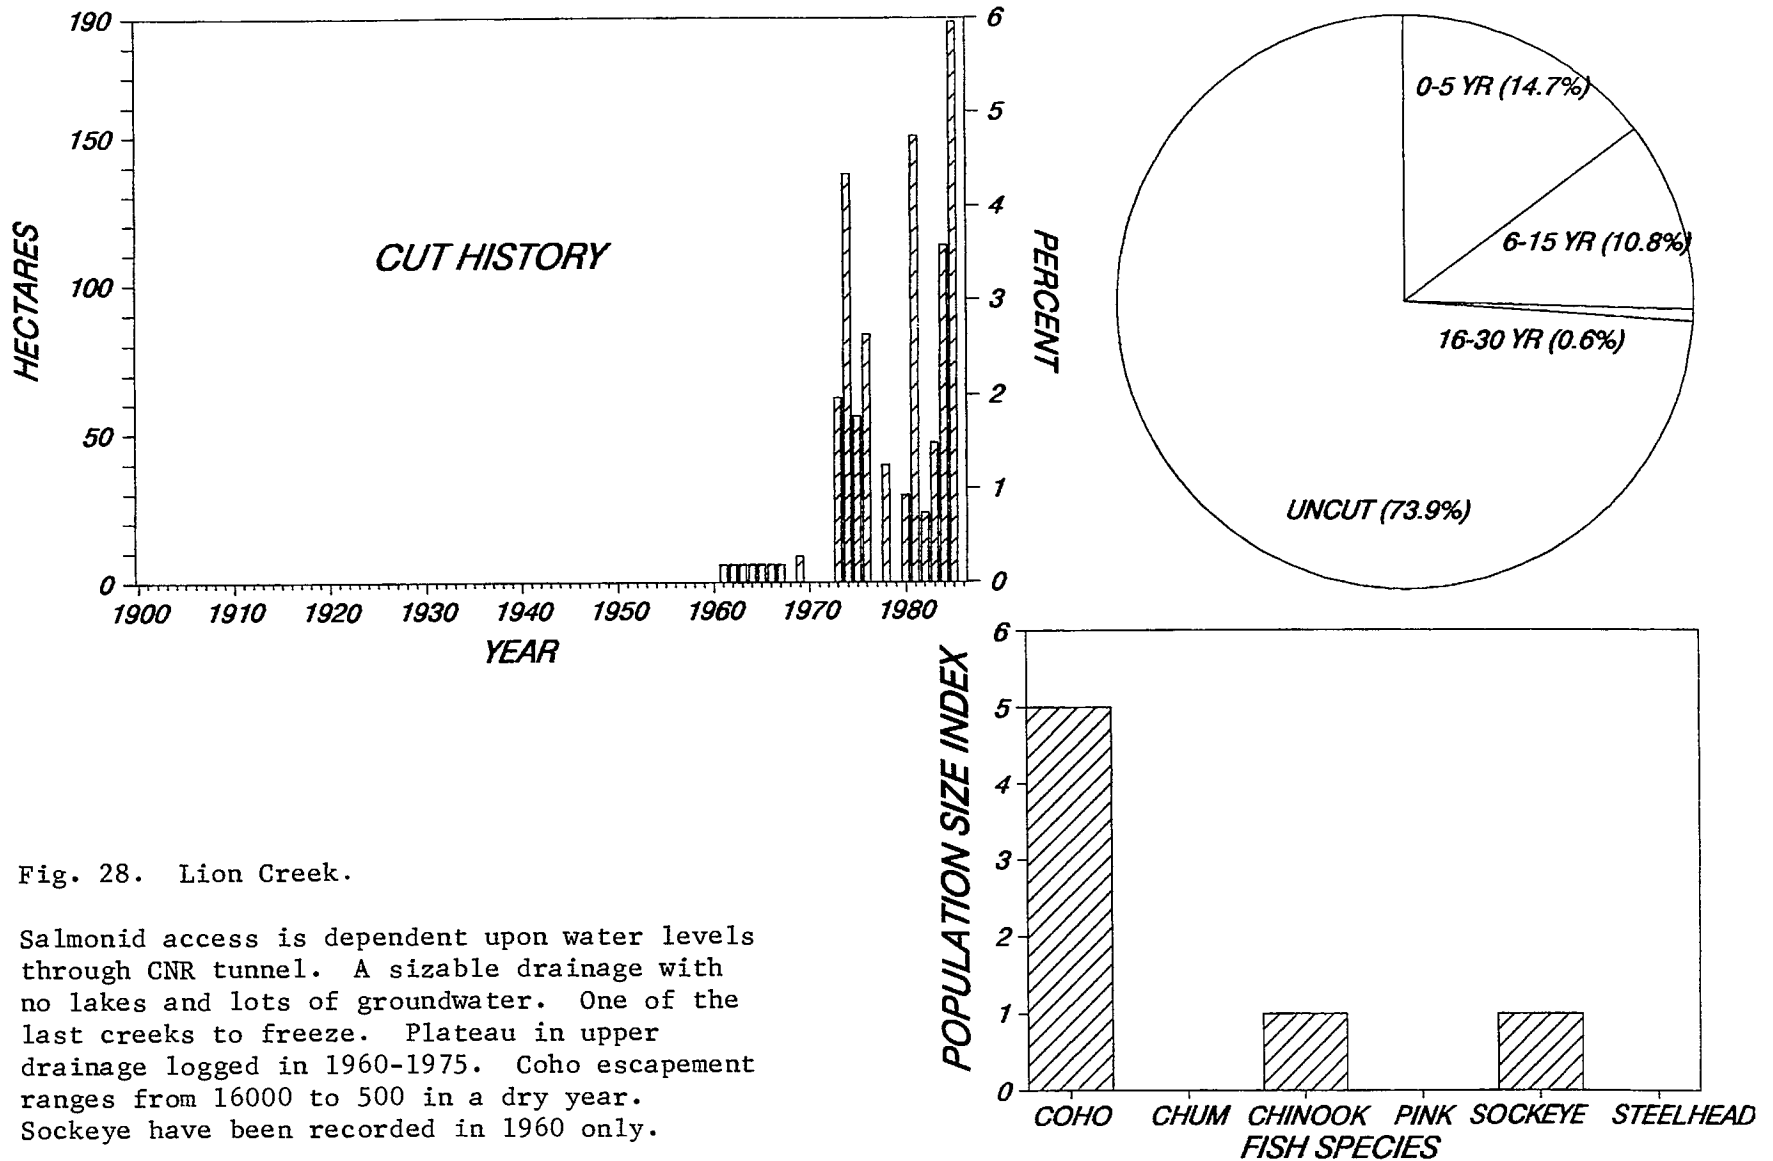 190
150
100
50
0
HECTARES
CUT HISTORY
6
5
4
3
2
1
0
PERCENT
1900 1910 1920 1930 1940 1950 1960 1970 1980
YEAR
0-5 YR (14.7%)
6-15 YR (10.8%)
16-30 YR (0.6%)
UNCUT (73.9%)
6
5
4
3
2
1
0
POPULATION SIZE INDEX
COHO CHUM CHINOOK PINK SOCKEYE STEELHEAD
FISH SPECIES
Fig. 28. Lion Creek.
Salmonid access is dependent upon water levels
through CNR tunnel. A sizable drainage with
no lakes and lots of groundwater. One of the
last creeks to freeze. Plateau in upper
drainage logged in 1960-1975. Coho escapement
ranges from 16000 to 500 in a dry year.
Sockeye have been recorded in 1960 only.